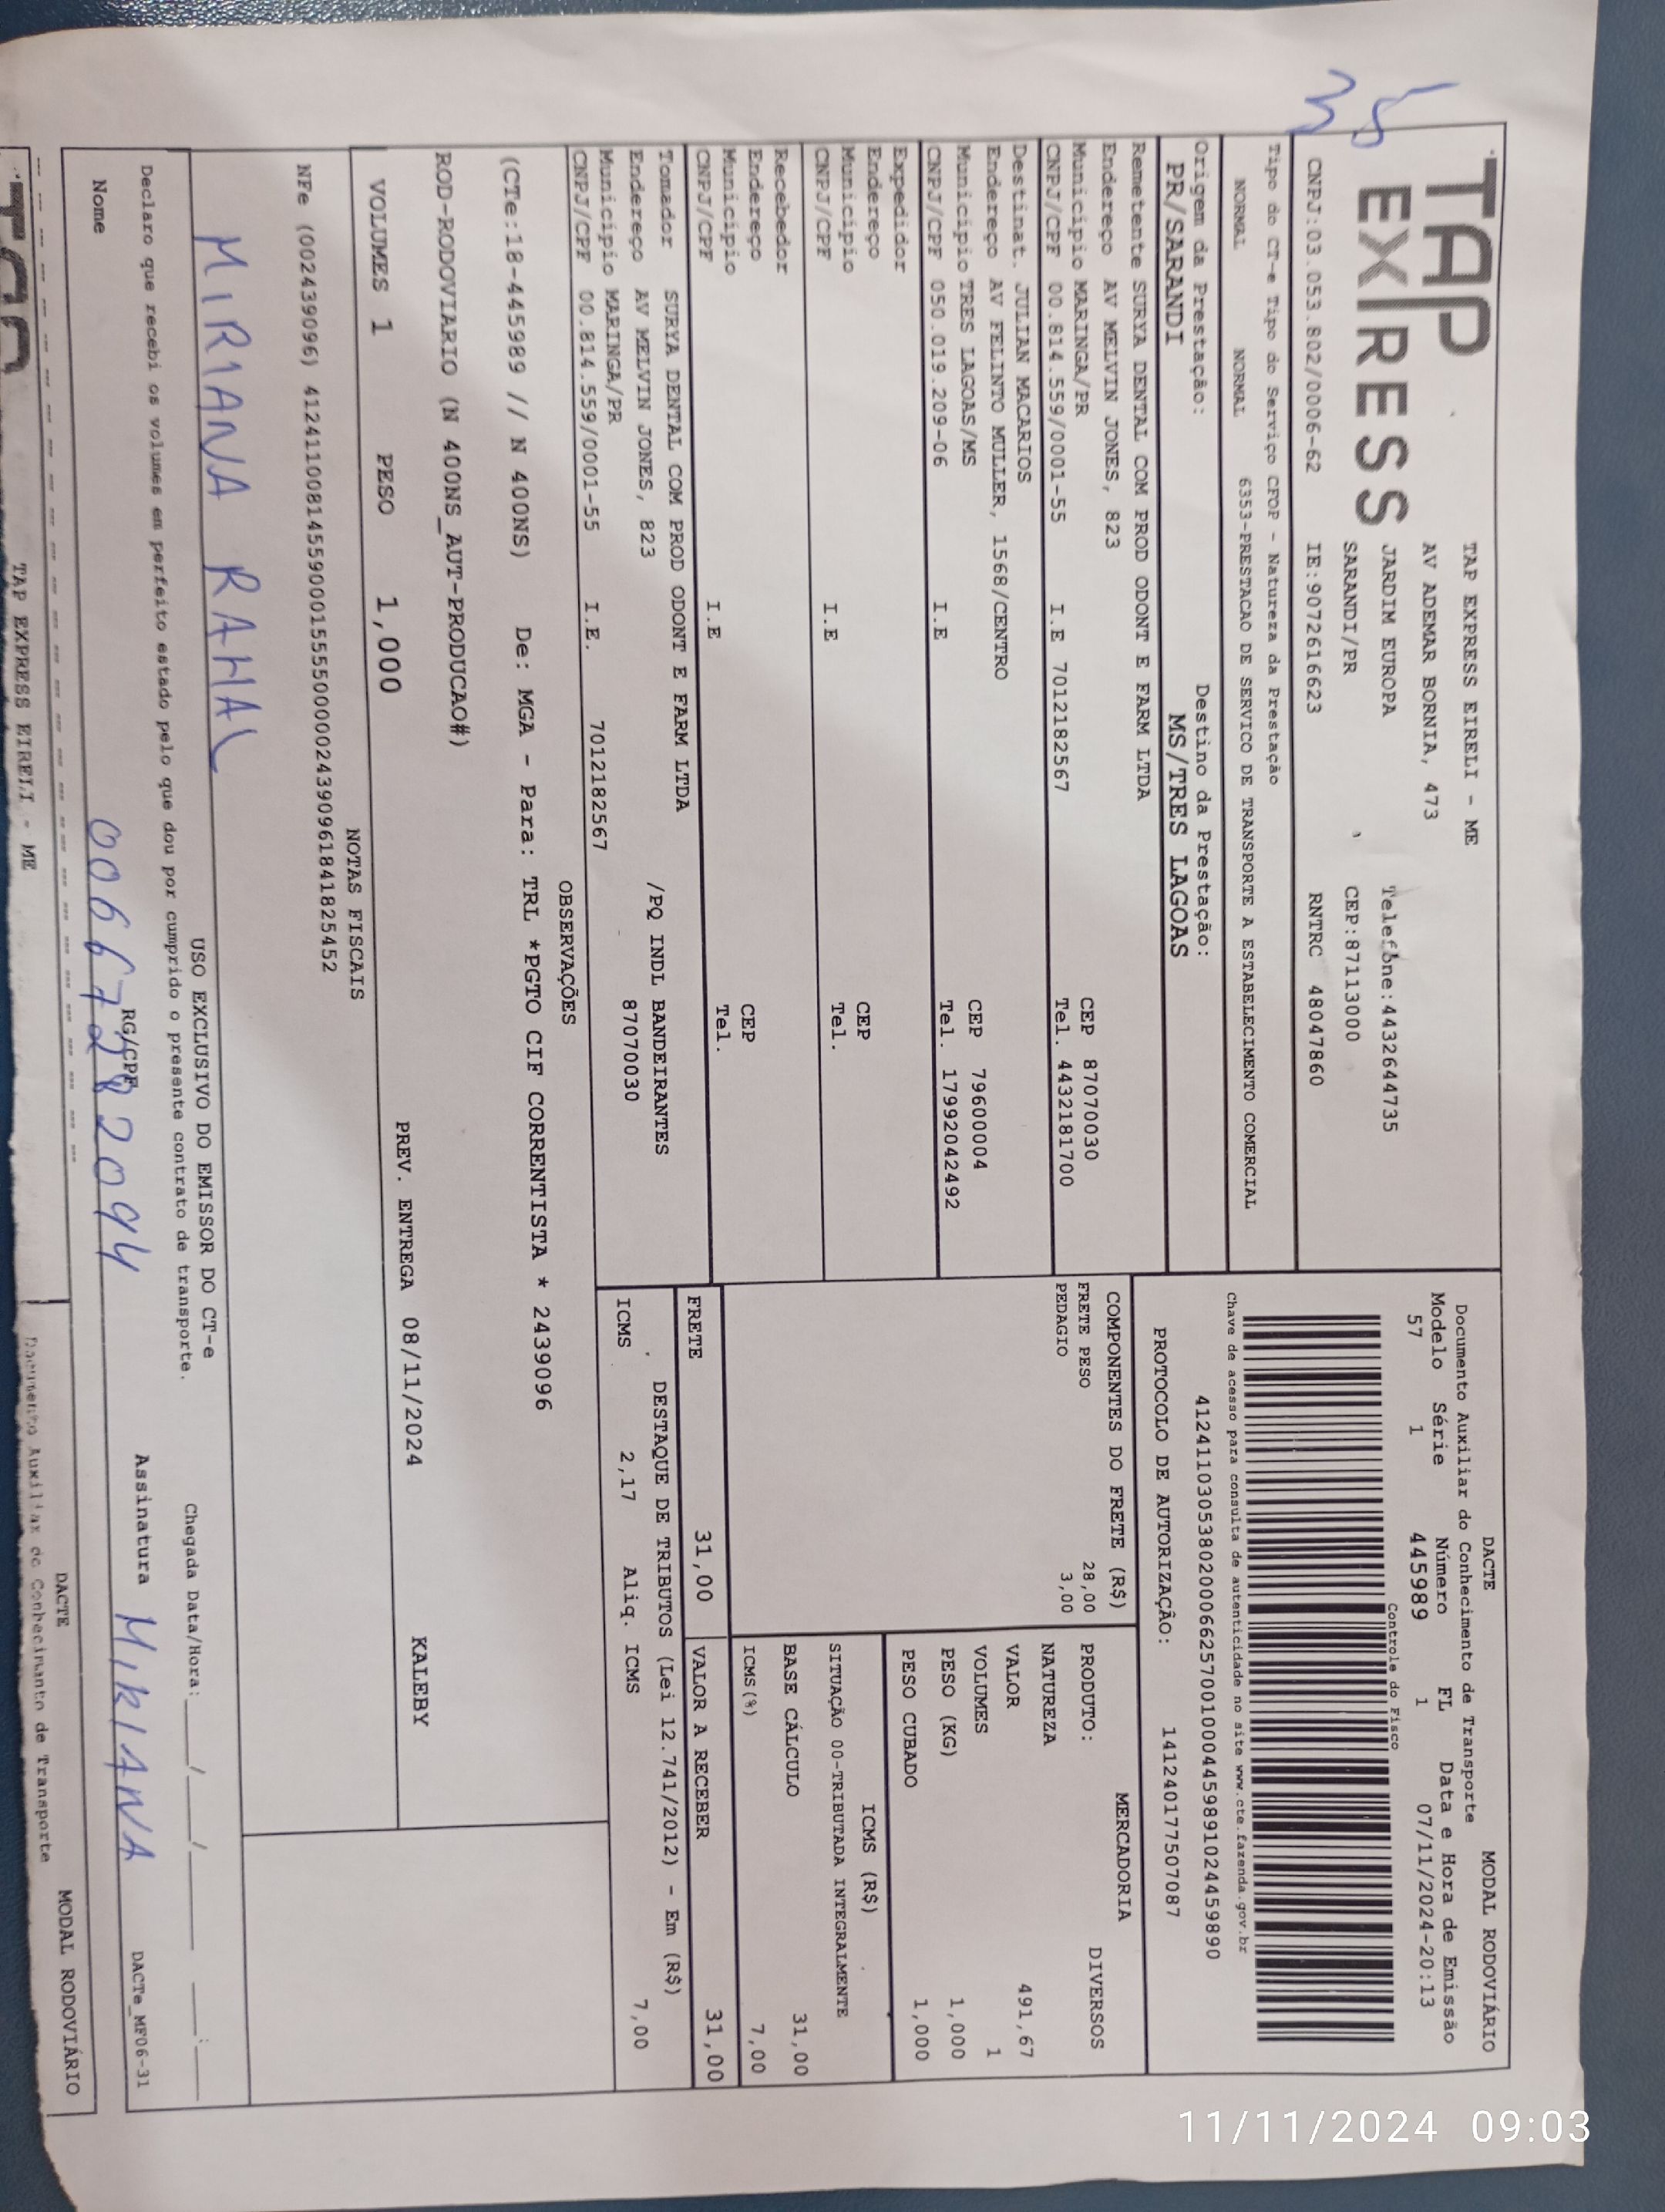 35
TAP EXPRESS
TAP EXPRESS EIRELI - ME
AV ADEMAR BORNIA, 473
JARDIM EUROPA Telefone:4432644735
SARANDI/PR CEP:87113000
CNPJ:03.053.802/0006-62 IE:9072616623 RNTRC 48047860
DACTE MODAL RODOVIÁRIO
Documento Auxiliar do Conhecimento de Transporte
Modelo Série Número FL Data e Hora de Emissão
57 1 445989 1 07/11/2024-20:13
Controle do Fisco
Tipo do CT-e Tipo do Serviço CFOP - Natureza da Prestação
NORMAL NORMAL 6353-PRESTACAO DE SERVICO DE TRANSPORTE A ESTABELECIMENTO COMERCIAL
Chave de acesso para consulta de autenticidade no site www.cte.fazenda.gov.br
41241103053802000662570010004459891024459890
Origem da Prestação: Destino da Prestação:
PR/SARANDI MS/TRES LAGOAS
PROTOCOLO DE AUTORIZAÇÃO: 141240177507087
Remetente SURYA DENTAL COM PROD ODONT E FARM LTDA
Endereço AV MELVIN JONES, 823
Município MARINGA/PR CEP 87070030
CNPJ/CPF 00.814.559/0001-55 I.E 7012182567 Tel. 4432181700
Destinat. JULIAN MACARIOS
Endereço AV FELINTO MULLER, 1568/CENTRO
Município TRES LAGOAS/MS CEP 79600004
CNPJ/CPF 050.019.209-06 I.E Tel. 17992042492
Expedidor
Endereço
Município CEP
CNPJ/CPF I.E Tel.
Recebedor
Endereço
Município CEP
CNPJ/CPF I.E Tel.
Tomador SURYA DENTAL COM PROD ODONT E FARM LTDA
Endereço AV MELVIN JONES, 823 /PQ INDL BANDEIRANTES
Município MARINGA/PR 87070030
CNPJ/CPF 00.814.559/0001-55 I.E. 7012182567
COMPONENTES DO FRETE (R$)
FRETE PESO 28,00
PEDAGIO 3,00
MERCADORIA
PRODUTO: DIVERSOS
NATUREZA
VALOR 491,67
VOLUMES 1
PESO (KG) 1,000
PESO CUBADO 1,000
ICMS (R$)
SITUAÇÃO 00-TRIBUTADA INTEGRALMENTE
BASE CÁLCULO 31,00
ICMS(%) 7,00
FRETE 31,00 VALOR A RECEBER 31,00
DESTAQUE DE TRIBUTOS (Lei 12.741/2012) - Em (R$)
ICMS 2,17 Aliq. ICMS 7,00
OBSERVAÇÕES
(CTe:18-445989 // N 400NS) De: MGA - Para: TRL *PGTO CIF CORRENTISTA * 2439096
ROD-RODOVIARIO (N 400NS_AUT-PRODUCAO#)
VOLUMES 1 PESO 1,000 PREV. ENTREGA 08/11/2024 KALEBY
NOTAS FISCAIS
NFe (002439096) 41241100814559000155550000024390961841825452
USO EXCLUSIVO DO EMISSOR DO CT-e
MIRIANA RAHAL
Declaro que recebi os volumes em perfeito estado pelo que dou por cumprido o presente contrato de transporte. Chegada Data/Hora:____/____/______ ____:____
Nome RG/CPF Assinatura MIRIANA DACTe_MF06-31
TAP EXPRESS EIRELI - ME
DACTE MODAL RODOVIÁRIO
Documento Auxiliar do Conhecimento de Transporte
11/11/2024 09:03